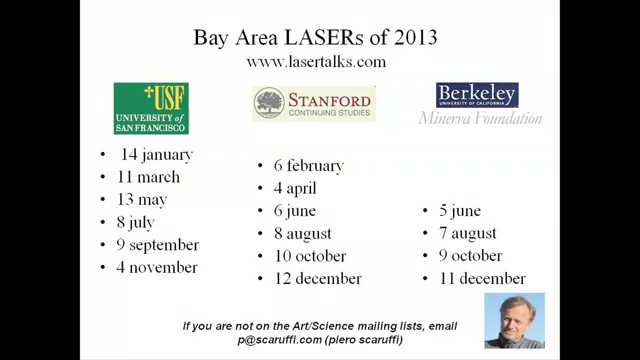 Bay Area LASERs of 2013
www.lasertalks.com
USF
UNIVERSITY of
SAN FRANCISCO
• 14 january
• 11 march
• 13 may
• 8 july
• 9 september
• 4 november
STANFORD
CONTINUING STUDIES
• 6 february
• 4 april
• 6 june
• 8 august
• 10 october
• 12 december
Berkeley
UNIVERSITY OF CALIFORNIA
Minerva Foundation
• 5 june
• 7 august
• 9 october
• 11 december
If you are not on the Art/Science mailing lists, email
p@scaruffi.com (piero scaruffi)